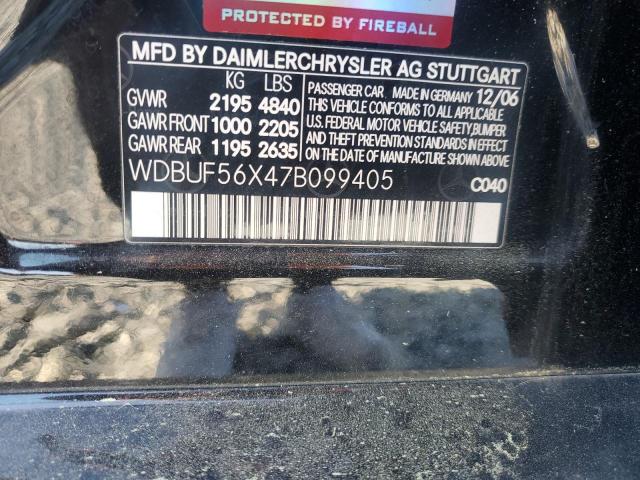 PROTECTED BY FIREBALL
MFD BY DAIMLERCHRYSLER AG STUTTGART
KG LBS
GVWR 2195 4840
GAWR FRONT 1000 2205
GAWR REAR 1195 2635
PASSENGER CAR. MADE IN GERMANY 12/06
THIS VEHICLE CONFORMS TO ALL APPLICABLE
U.S. FEDERAL MOTOR VEHICLE SAFETY, BUMPER
AND THEFT PREVENTION STANDARDS IN EFFECT
ON THE DATE OF MANUFACTURE SHOWN ABOVE.
WDBUF56X47B099405
C040